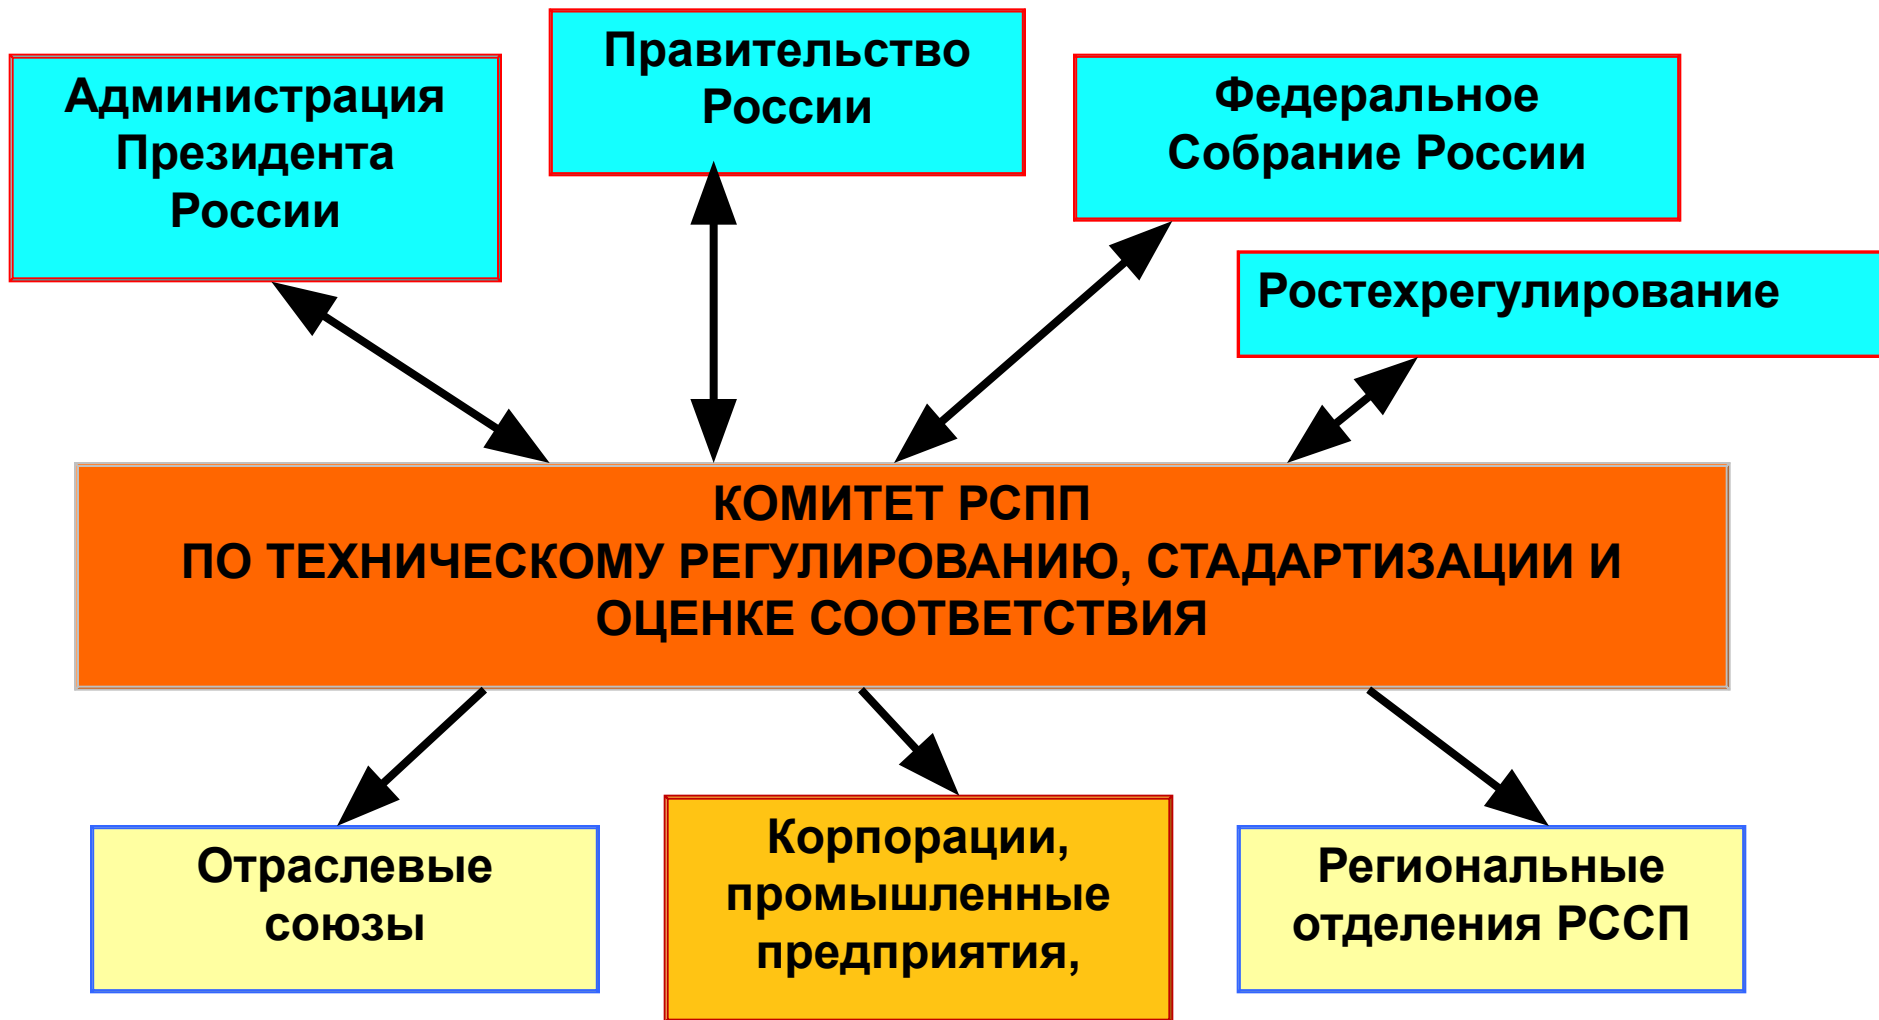 Администрация
Президента
России
Правительство
России
Федеральное
Собрание России
Ростехрегулирование
КОМИТЕТ РСПП
ПО ТЕХНИЧЕСКОМУ РЕГУЛИРОВАНИЮ, СТАДАРТИЗАЦИИ И
ОЦЕНКЕ СООТВЕТСТВИЯ
Отраслевые
союзы
Корпорации,
промышленные
предприятия,
Региональные
отделения РССП